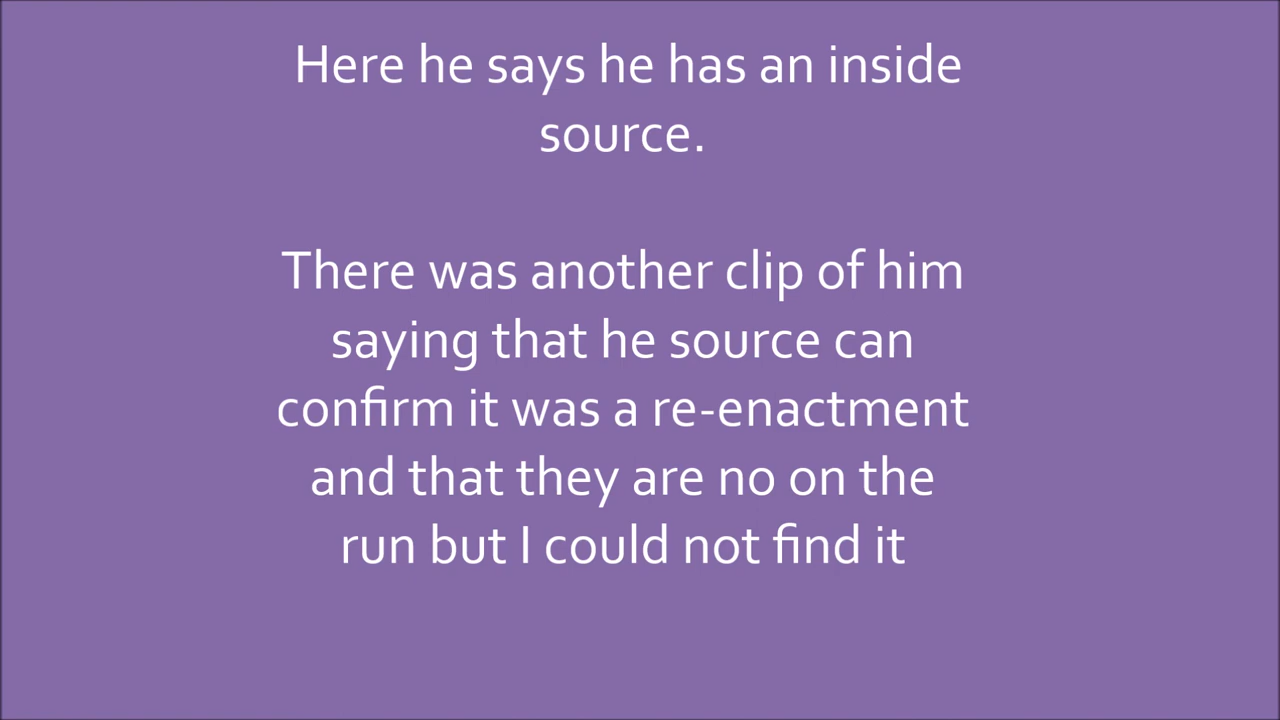 Here he says he has an inside
source.
There was another clip of him
saying that he source can
confirm it was a re-enactment
and that they are no on the
run but I could not find it